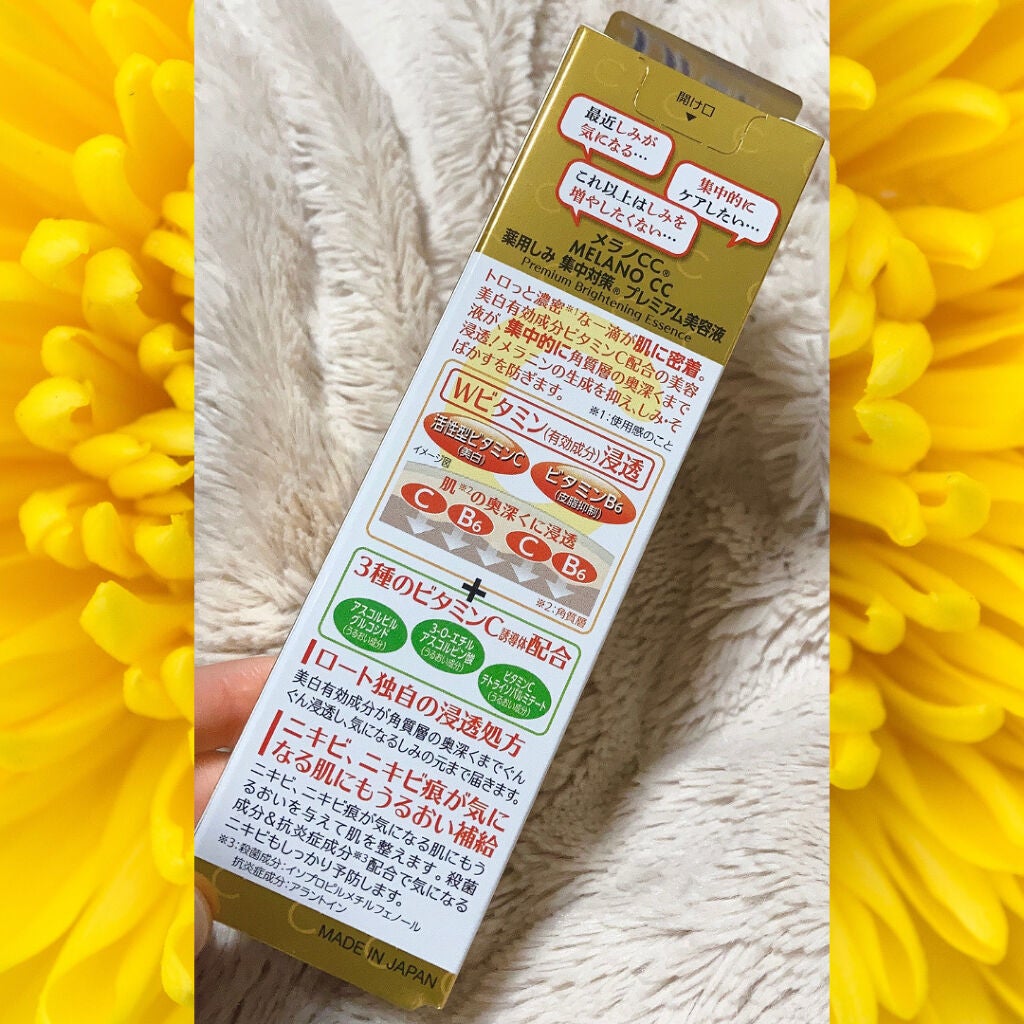 開け口
▼
最近しみが
気になる…
集中的に
ケアしたい…
これ以上はしみを
増やしたくない…
メラノCC®
MELANO CC
薬用しみ 集中対策® プレミアム美容液
Premium Brightening Essence
トロっと濃密※1な一滴が肌に密着。
美白有効成分ビタミンC配合の美容
液が、集中的に角質層の奥深くまで
浸透!メラニンの生成を抑え、しみ・そ
ばかすを防ぎます。
※1:使用感のこと
Wビタミン(有効成分)浸透
活性型ビタミンC
(美白)
ビタミンB6
(皮脂抑制)
イメージ図
肌※2の奥深くに浸透
C B6 C B6
※2:角質層
+
3種のビタミンC誘導体配合
アスコルビル
グルコシド
(うるおい成分)
3-O-エチル
アスコルビン酸
(うるおい成分)
ビタミンC
テトライソパルミテート
(うるおい成分)
ロート独自の浸透処方
美白有効成分が角質層の奥深くまでぐん
ぐん浸透し、気になるしみの元まで届きます。
ニキビ、ニキビ痕が気に
なる肌にもうるおい補給
ニキビ、ニキビ痕が気になる肌にもう
るおいを与えて肌を整えます。殺菌
成分&抗炎症成分※3配合で気になる
ニキビもしっかり予防します。
※3:殺菌成分:イソプロピルメチルフェノール
抗炎症成分:アラントイン
MADE IN JAPAN